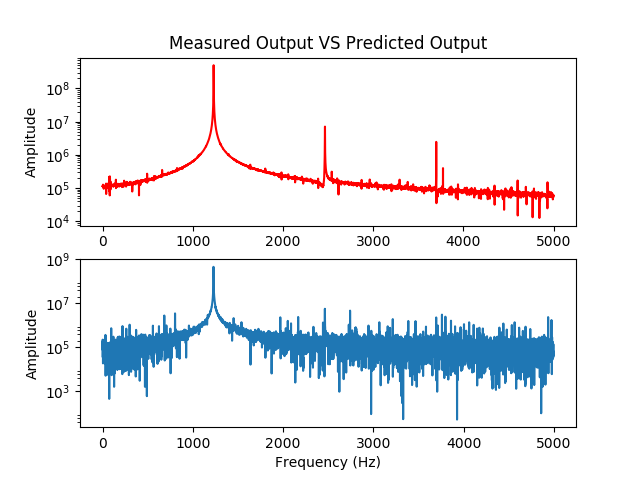 Measured Output VS Predicted Output
Amplitude
10⁸
10⁷
10⁶
10⁵
10⁴
0 1000 2000 3000 4000 5000
Amplitude
10⁹
10⁷
10⁵
10³
0 1000 2000 3000 4000 5000
Frequency (Hz)